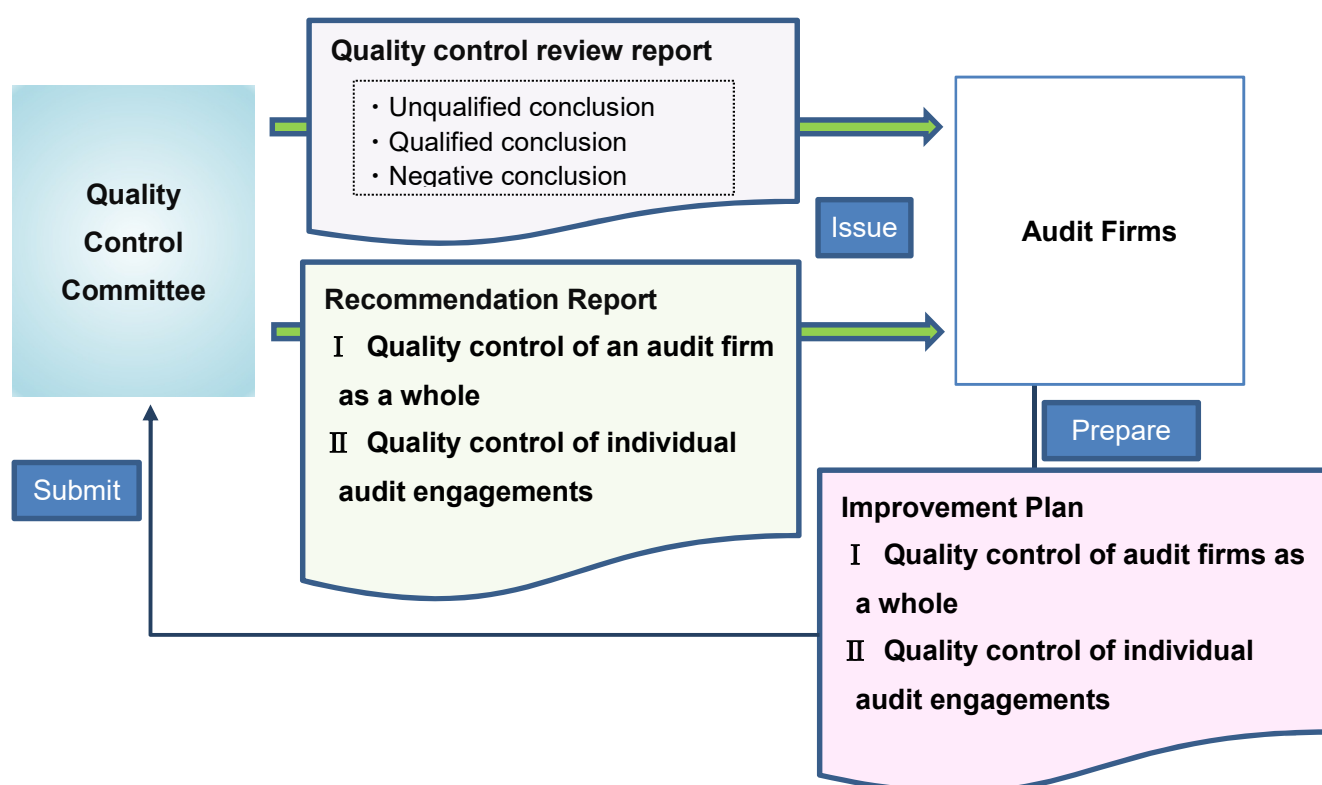 Quality control review report
・Unqualified conclusion
・Qualified conclusion
・Negative conclusion
Quality
Control
Committee
Issue
Audit Firms
Recommendation Report
Ⅰ Quality control of an audit firm
as a whole
Ⅱ Quality control of individual
audit engagements
Prepare
Submit
Improvement Plan
Ⅰ Quality control of audit firms as
a whole
Ⅱ Quality control of individual
audit engagements